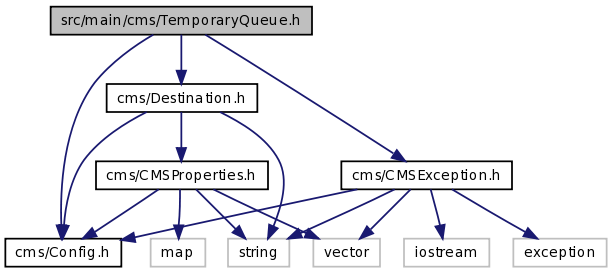 src/main/cms/TemporaryQueue.h
cms/Destination.h
cms/CMSProperties.h
cms/CMSException.h
cms/Config.h
map
string
vector
iostream
exception